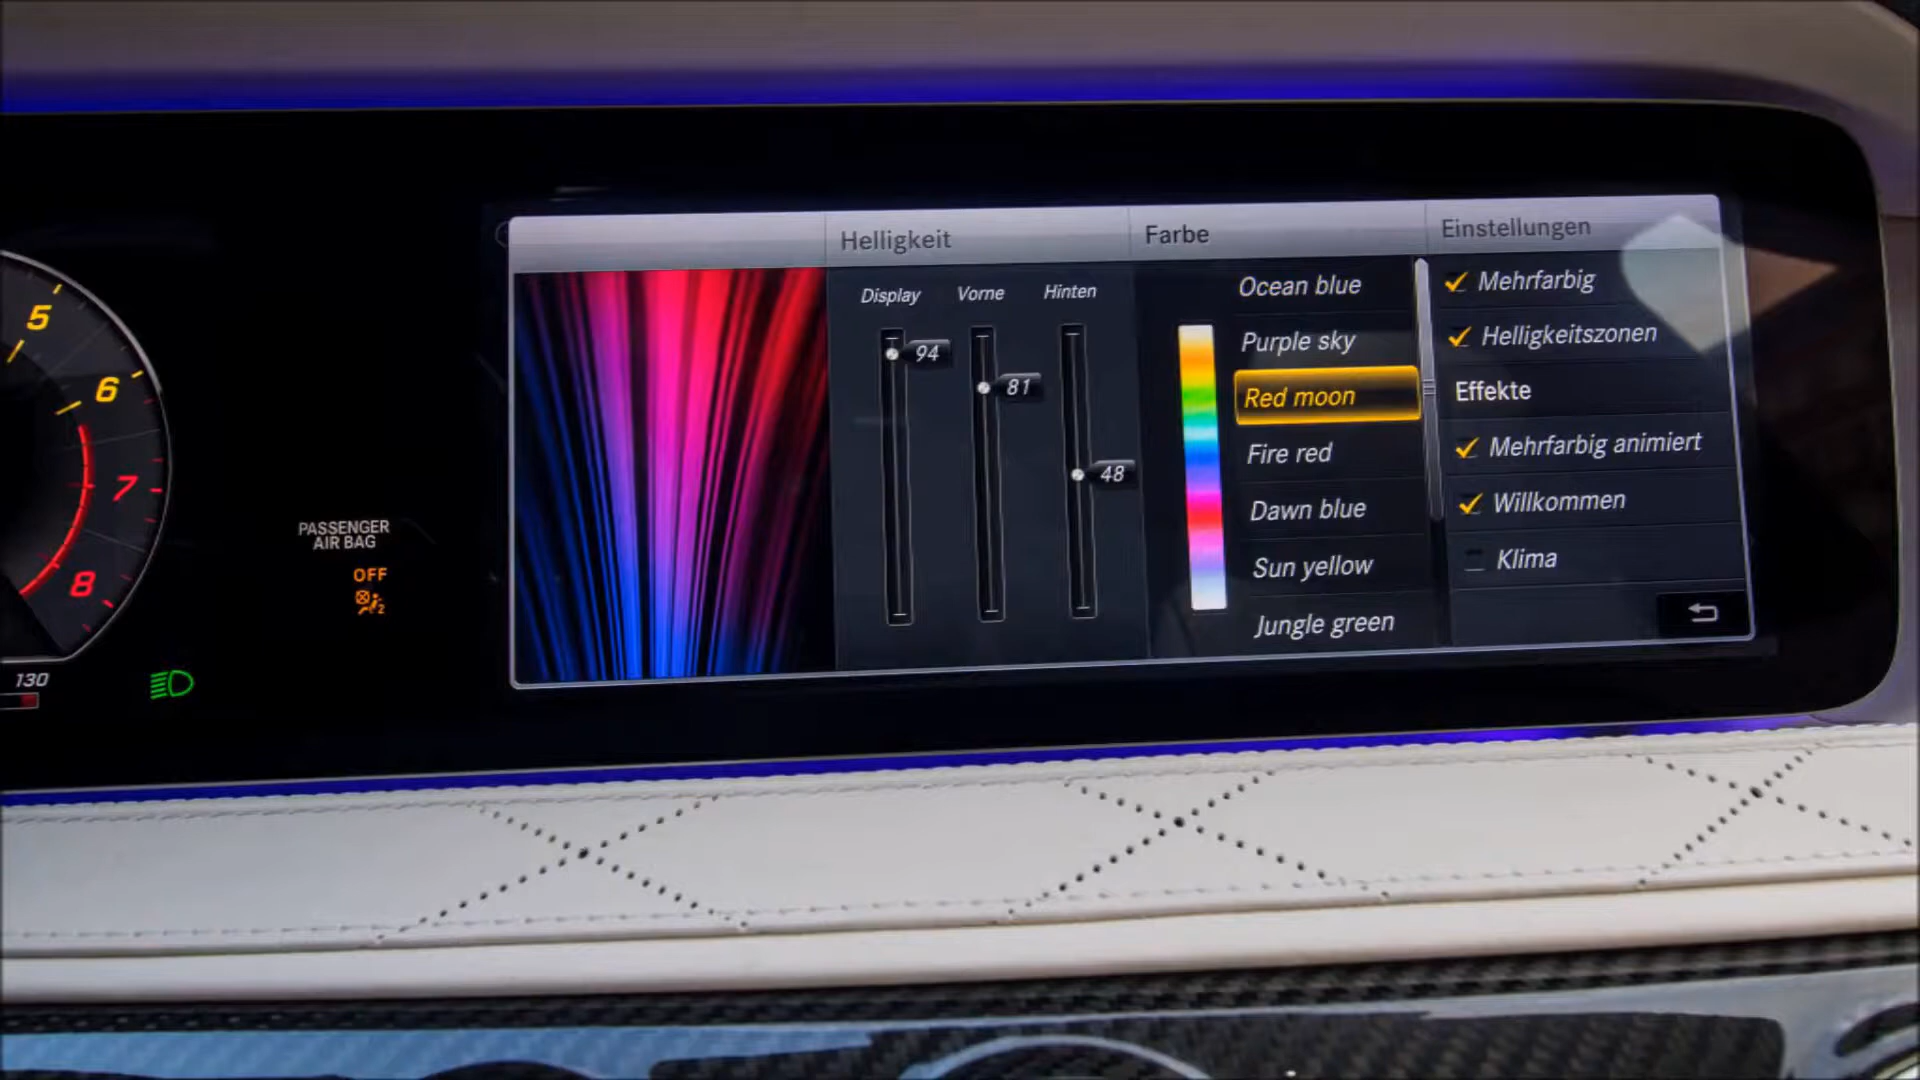 5
6
7
8
130
PASSENGER
AIR BAG
OFF
2
Helligkeit
Display
Vorne
Hinten
94
81
48
Farbe
Ocean blue
Purple sky
Red moon
Fire red
Dawn blue
Sun yellow
Jungle green
Einstellungen
Mehrfarbig
Helligkeitszonen
Effekte
Mehrfarbig animiert
Willkommen
Klima